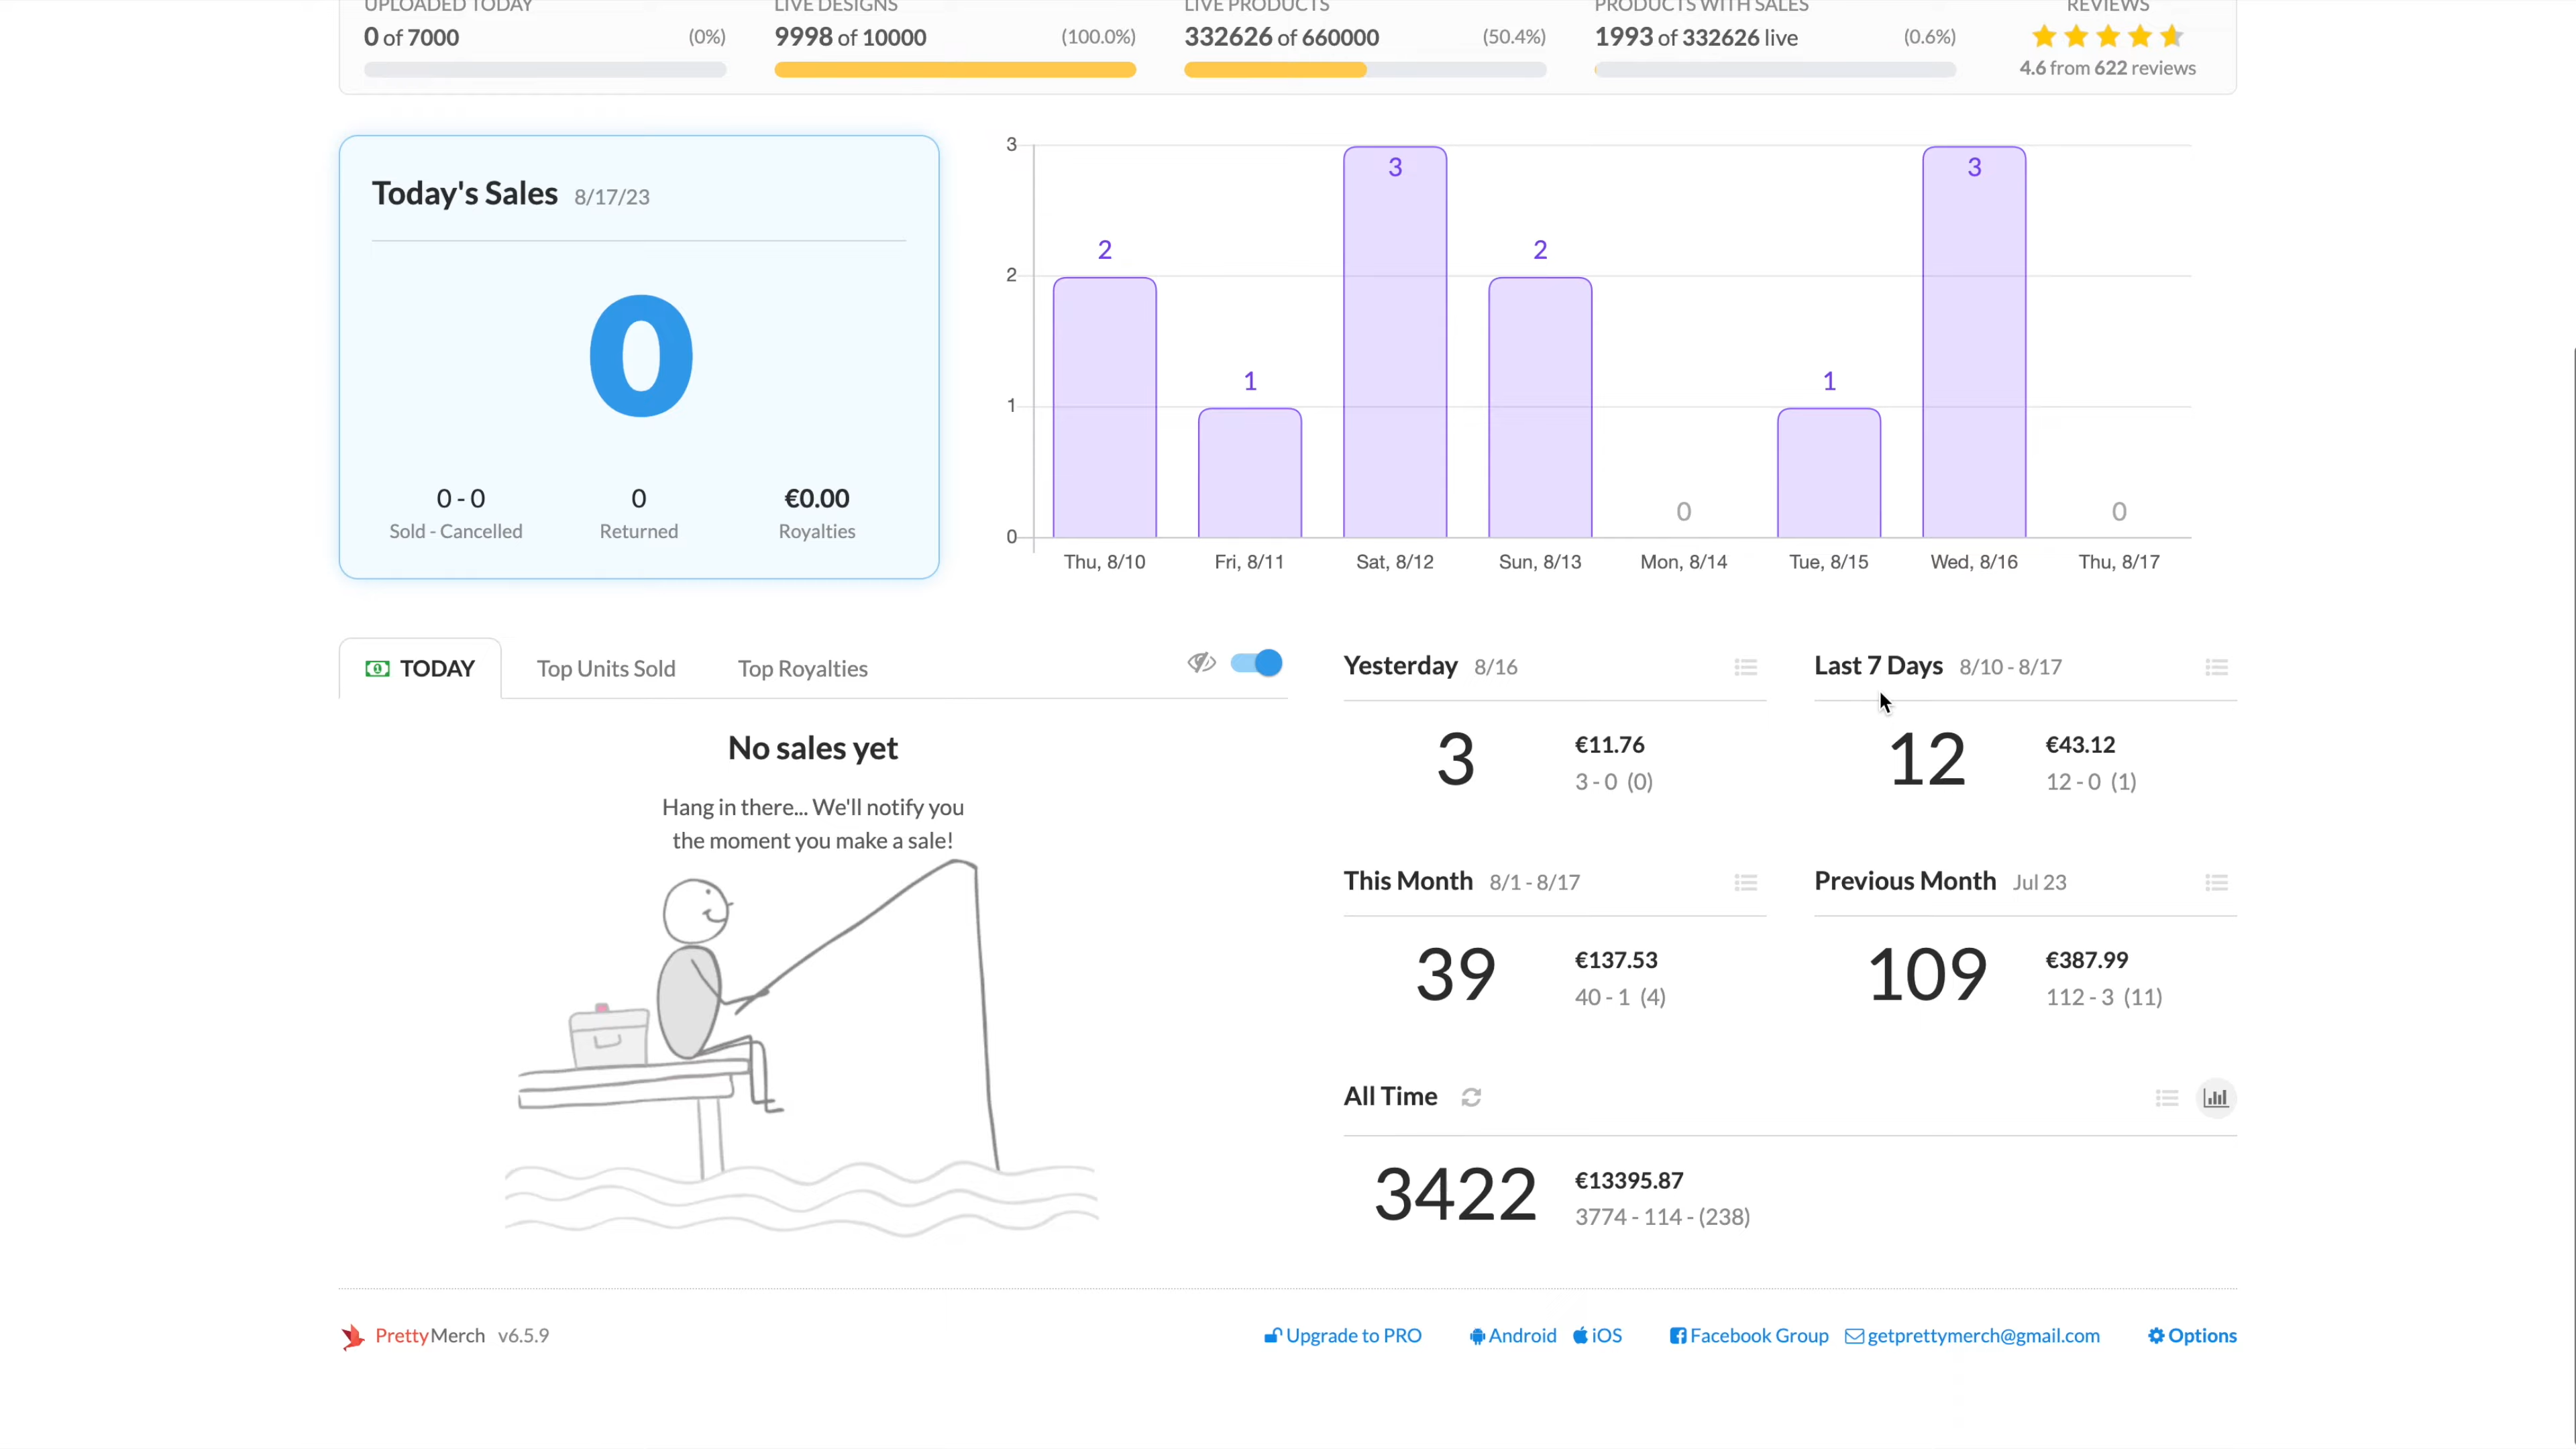 UPLOADED TODAY
LIVE DESIGNS
LIVE PRODUCTS
PRODUCTS WITH SALES
REVIEWS
0 of 7000 (0%)
9998 of 10000 (100.0%)
332626 of 660000 (50.4%)
1993 of 332626 live (0.6%)
4.6 from 622 reviews
Today's Sales 8/17/23
0
0 - 0
Sold - Cancelled
0
Returned
€0.00
Royalties
3
2
1
0
2
1
3
2
0
1
3
0
Thu, 8/10
Fri, 8/11
Sat, 8/12
Sun, 8/13
Mon, 8/14
Tue, 8/15
Wed, 8/16
Thu, 8/17
TODAY
Top Units Sold
Top Royalties
No sales yet
Hang in there... We'll notify you
the moment you make a sale!
Yesterday 8/16
3
€11.76
3 - 0 (0)
Last 7 Days 8/10 - 8/17
12
€43.12
12 - 0 (1)
This Month 8/1 - 8/17
39
€137.53
40 - 1 (4)
Previous Month Jul 23
109
€387.99
112 - 3 (11)
All Time
3422
€13395.87
3774 - 114 - (238)
PrettyMerch v6.5.9
Upgrade to PRO
Android
iOS
Facebook Group
getprettymerch@gmail.com
Options